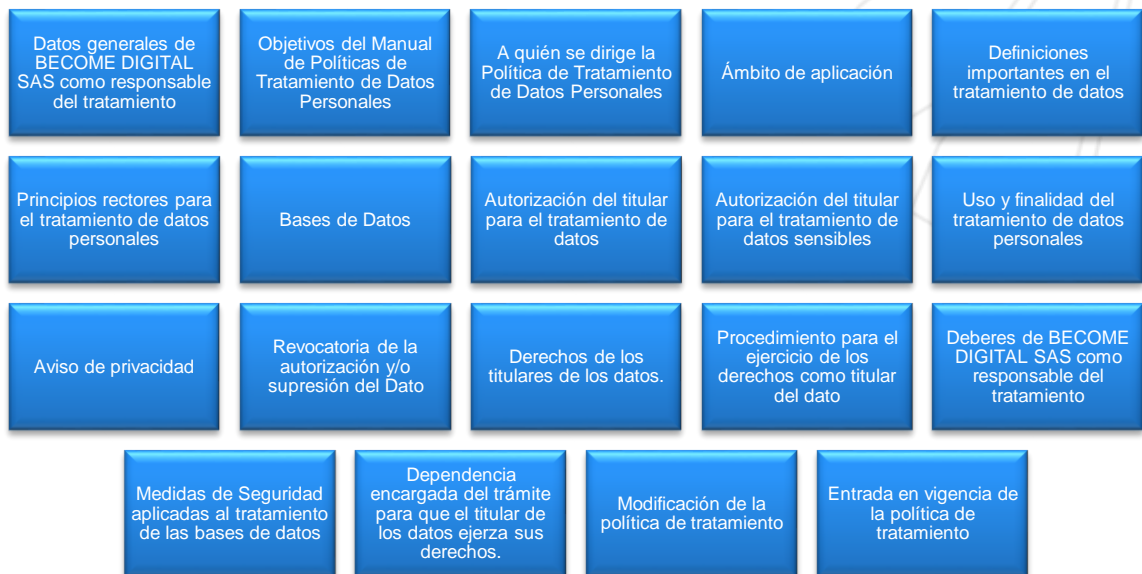 Datos generales de
BECOME DIGITAL
SAS como responsable
del tratamiento
Objetivos del Manual
de Políticas de
Tratamiento de Datos
Personales
A quién se dirige la
Política de Tratamiento
de Datos Personales
Ámbito de aplicación
Definiciones
importantes en el
tratamiento de datos
Principios rectores para
el tratamiento de datos
personales
Bases de Datos
Autorización del titular
para el tratamiento de
datos
Autorización del titular
para el tratamiento de
datos sensibles
Uso y finalidad del
tratamiento de datos
personales
Aviso de privacidad
Revocatoria de la
autorización y/o
supresión del Dato
Derechos de los
titulares de los datos.
Procedimiento para el
ejercicio de los
derechos como titular
del dato
Deberes de BECOME
DIGITAL SAS como
responsable del
tratamiento
Medidas de Seguridad
aplicadas al tratamiento
de las bases de datos
Dependencia
encargada del trámite
para que el titular de
los datos ejerza sus
derechos.
Modificación de la
política de tratamiento
Entrada en vigencia de
la política de
tratamiento